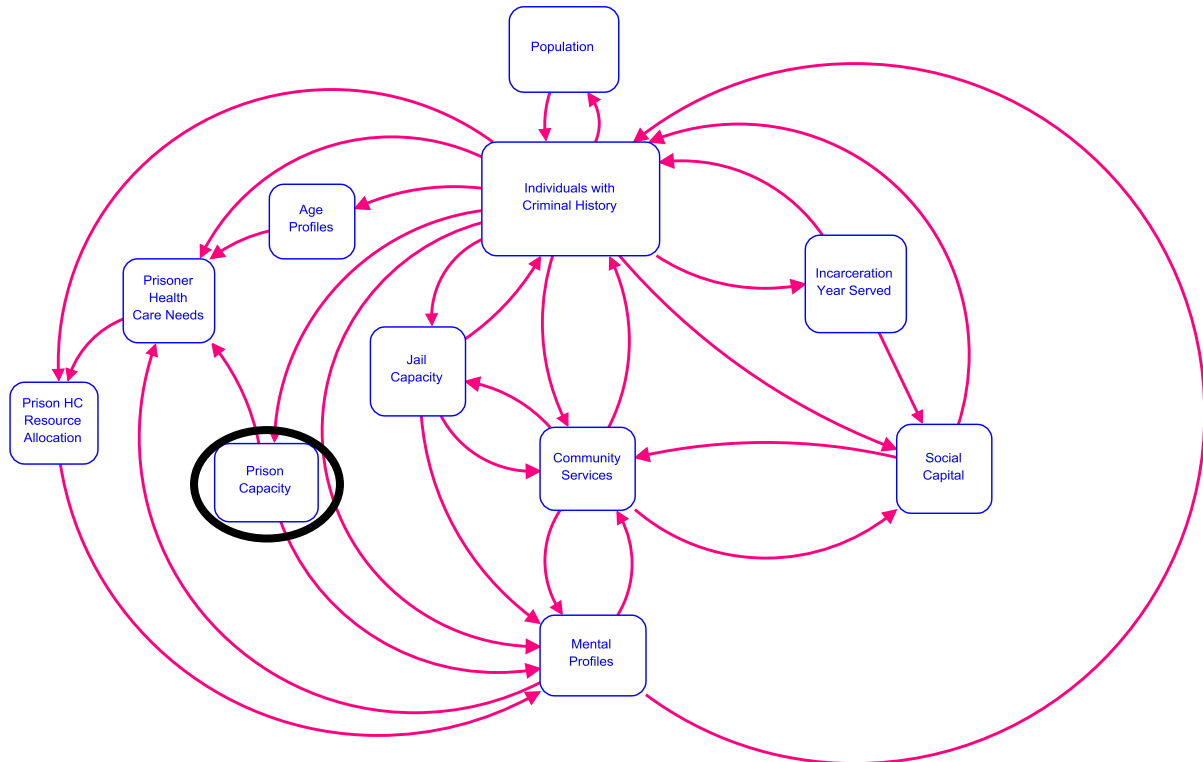 Population
Individuals with
Criminal History
Age
Profiles
Prisoner
Health
Care Needs
Incarceration
Year Served
Jail
Capacity
Prison HC
Resource
Allocation
Prison
Capacity
Community
Services
Social
Capital
Mental
Profiles